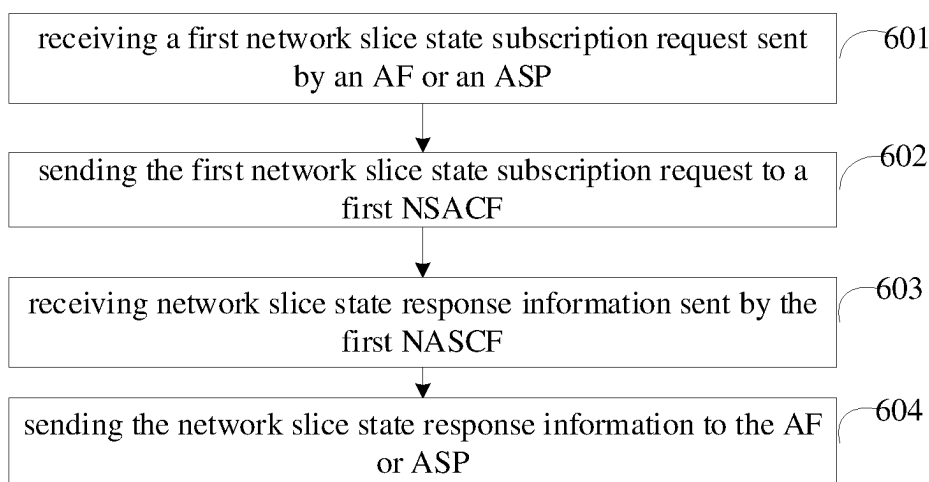 receiving a first network slice state subscription request sent
by an AF or an ASP
601
sending the first network slice state subscription request to a
first NSACF
602
receiving network slice state response information sent by the
first NASCF
603
sending the network slice state response information to the AF
or ASP
604